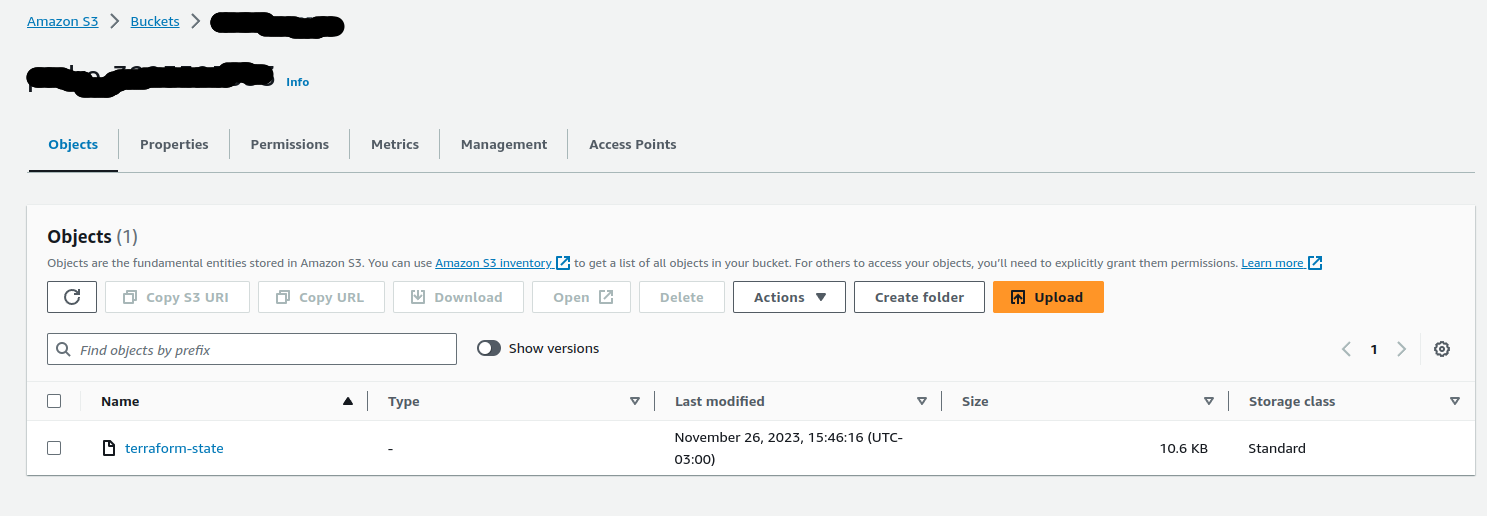 Amazon S3 > Buckets >
Info
Objects Properties Permissions Metrics Management Access Points
Objects (1)
Objects are the fundamental entities stored in Amazon S3. You can use Amazon S3 inventory to get a list of all objects in your bucket. For others to access your objects, you'll need to explicitly grant them permissions. Learn more
Copy S3 URI Copy URL Download Open Delete Actions Create folder Upload
Find objects by prefix Show versions 1
Name Type Last modified Size Storage class
terraform-state - November 26, 2023, 15:46:16 (UTC-
03:00) 10.6 KB Standard